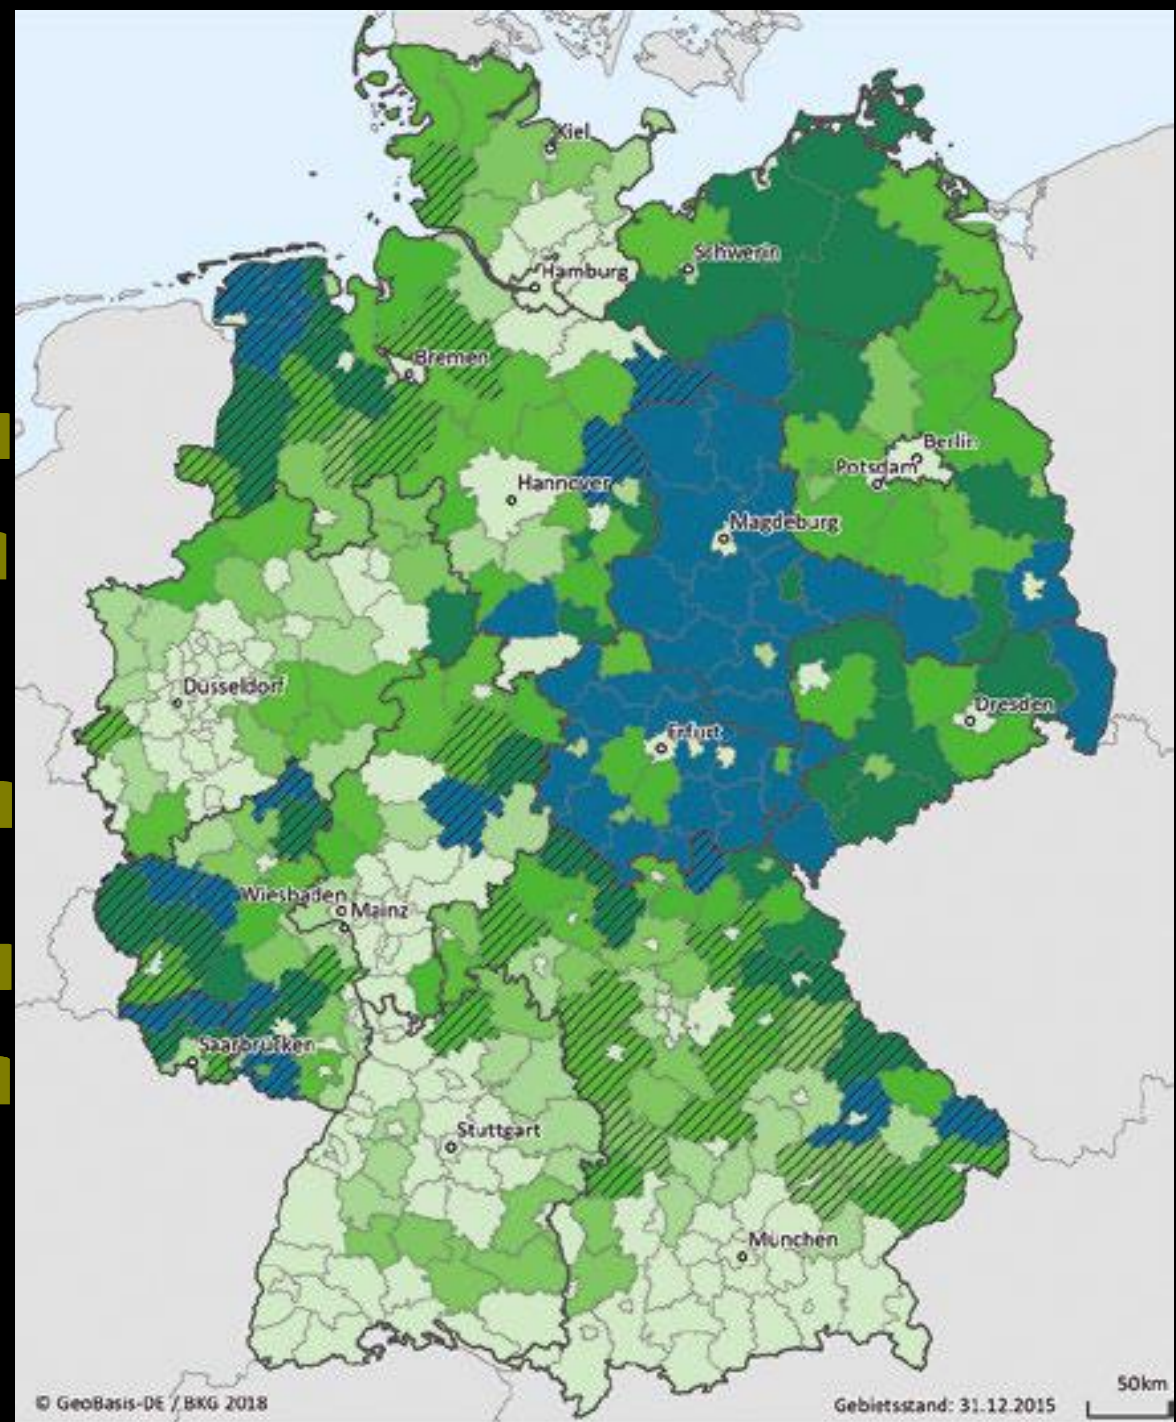 Kiel
Schwerin
Hamburg
Bremen
Berlin
Potsdam
Hannover
Magdeburg
Düsseldorf
Dresden
Erfurt
Wiesbaden
Mainz
Saarbrücken
Stuttgart
München
50km
© GeoBasis-DE / BKG 2018
Gebietsstand: 31.12.2015